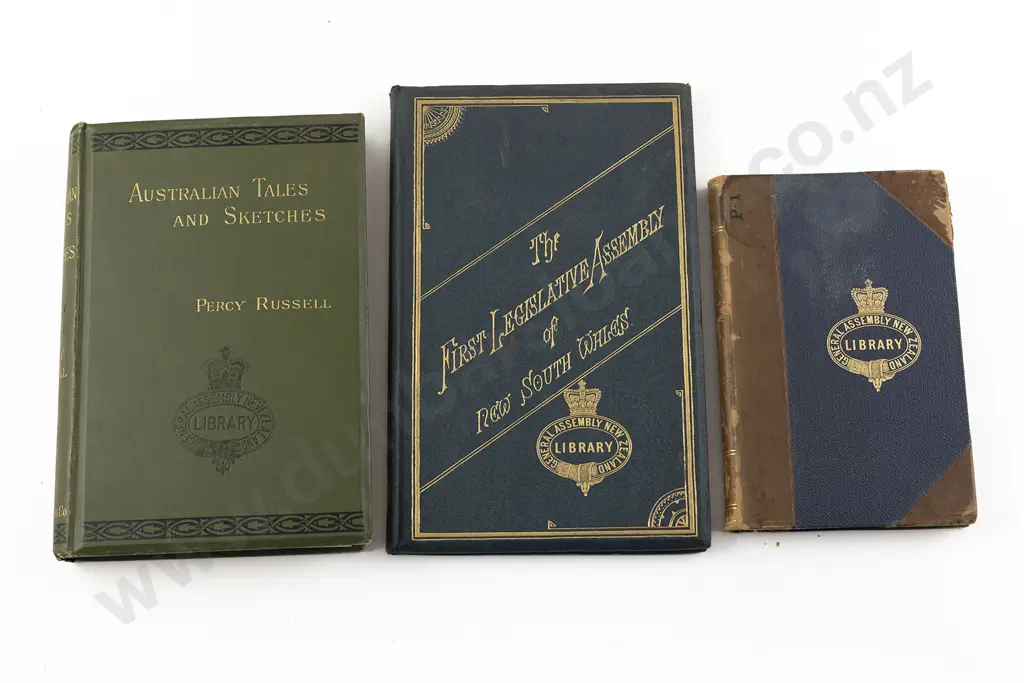 AUSTRALIAN TALES
AND SKETCHES
PERCY RUSSELL
GENERAL ASSEMBLY NEW ZEALAND
LIBRARY
The
FIRST LEGISLATIVE ASSEMBLY
of
NEW SOUTH WALES.
GENERAL ASSEMBLY NEW ZEALAND
LIBRARY
P.1
GENERAL ASSEMBLY NEW ZEALAND
LIBRARY